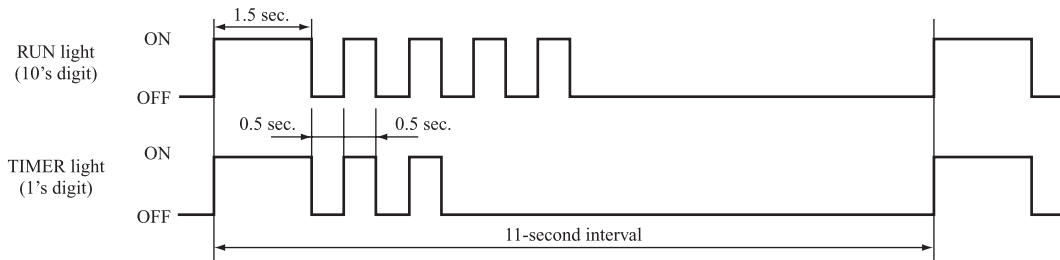 1.5 sec.
RUN light
(10's digit)
ON
OFF
0.5 sec.
0.5 sec.
TIMER light
(1's digit)
ON
OFF
11-second interval